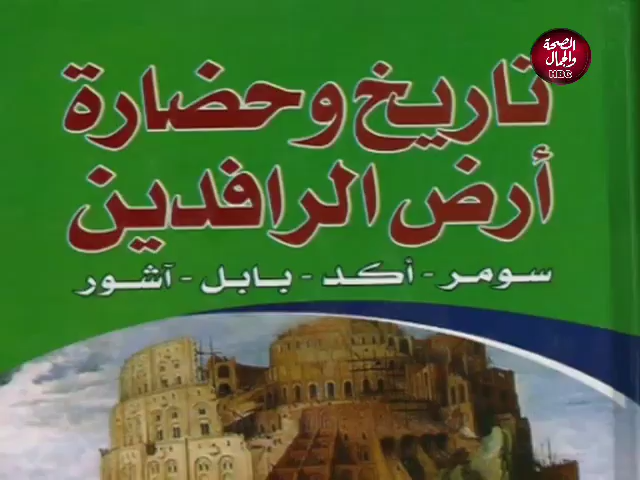 الصحة
والجمال
HBC
تاريخ وحضارة
أرض الرافدين
سومر - أكد - بابل - آشور